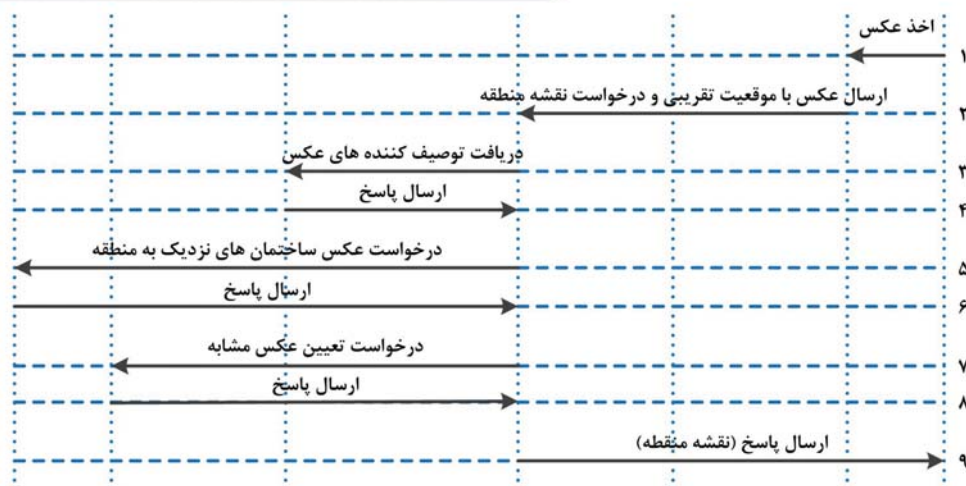 اخذ عکس
۱
ارسال عکس با موقعیت تقریبی و درخواست نقشه منطقه
۲
دریافت توصیف کننده های عکس
۳
ارسال پاسخ
۴
درخواست عکس ساختمان های نزدیک به منطقه
۵
ارسال پاسخ
۶
درخواست تعیین عکس مشابه
۷
ارسال پاسخ
۸
ارسال پاسخ (نقشه منقطه)
۹